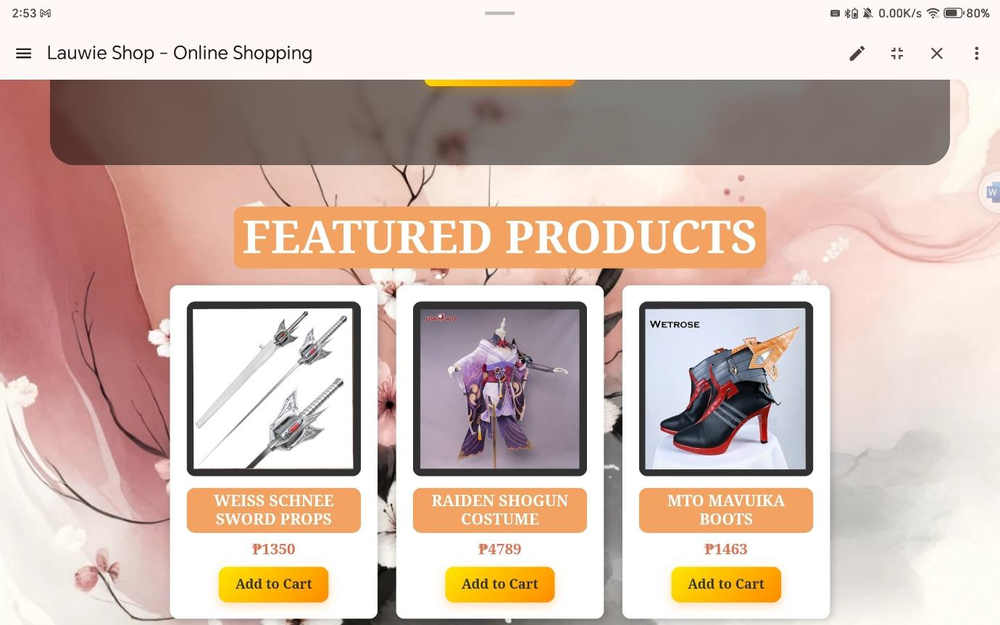 2:53
0.00K/s
80%
Lauwie Shop - Online Shopping
W
FEATURED PRODUCTS
UWOWO
WETROSE
WEISS SCHNEE
SWORD PROPS
RAIDEN SHOGUN
COSTUME
MTO MAVUIKA
BOOTS
₱1350
₱4789
₱1463
Add to Cart
Add to Cart
Add to Cart